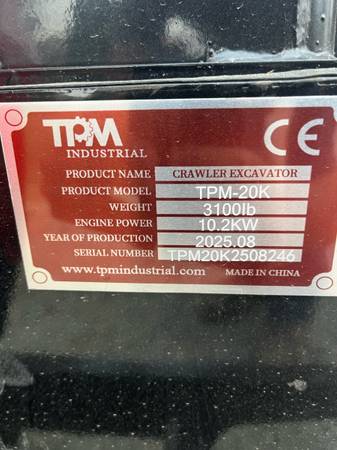 TPM
INDUSTRIAL
CE
PRODUCT NAME CRAWLER EXCAVATOR
PRODUCT MODEL TPM-20K
WEIGHT 3100lb
ENGINE POWER 10.2KW
YEAR OF PRODUCTION 2025.08
SERIAL NUMBER TPM20K2508246
www.tpmindustrial.com MADE IN CHINA